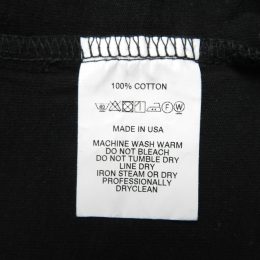 100% COTTON
MADE IN USA
MACHINE WASH WARM
DO NOT BLEACH
DO NOT TUMBLE DRY
LINE DRY
IRON STEAM OR DRY
PROFESSIONALLY
DRYCLEAN